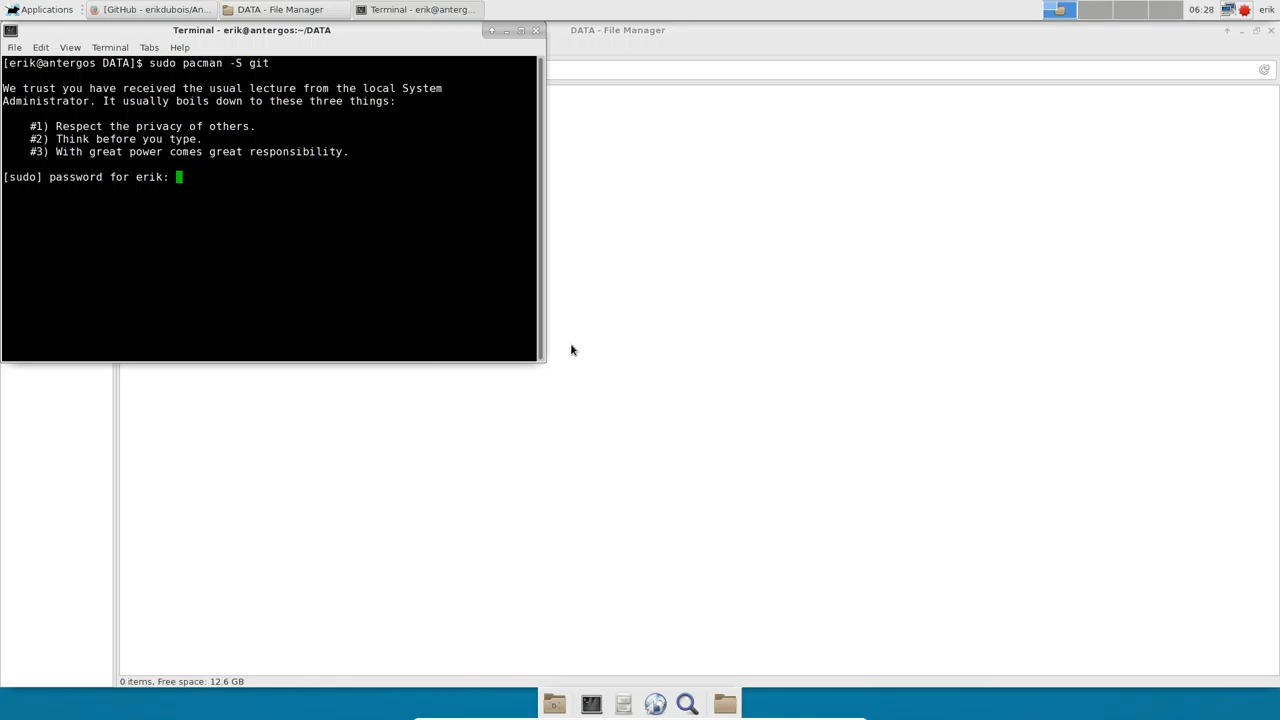 Applications
[GitHub - erikdubois/An...
DATA - File Manager
Terminal - erik@anterg...
06:28
erik
Terminal - erik@antergos:~/DATA
DATA - File Manager
File Edit View Terminal Tabs Help
[erik@antergos DATA]$ sudo pacman -S git
We trust you have received the usual lecture from the local System
Administrator. It usually boils down to these three things:
#1) Respect the privacy of others.
#2) Think before you type.
#3) With great power comes great responsibility.
[sudo] password for erik:
0 items, Free space: 12.6 GB